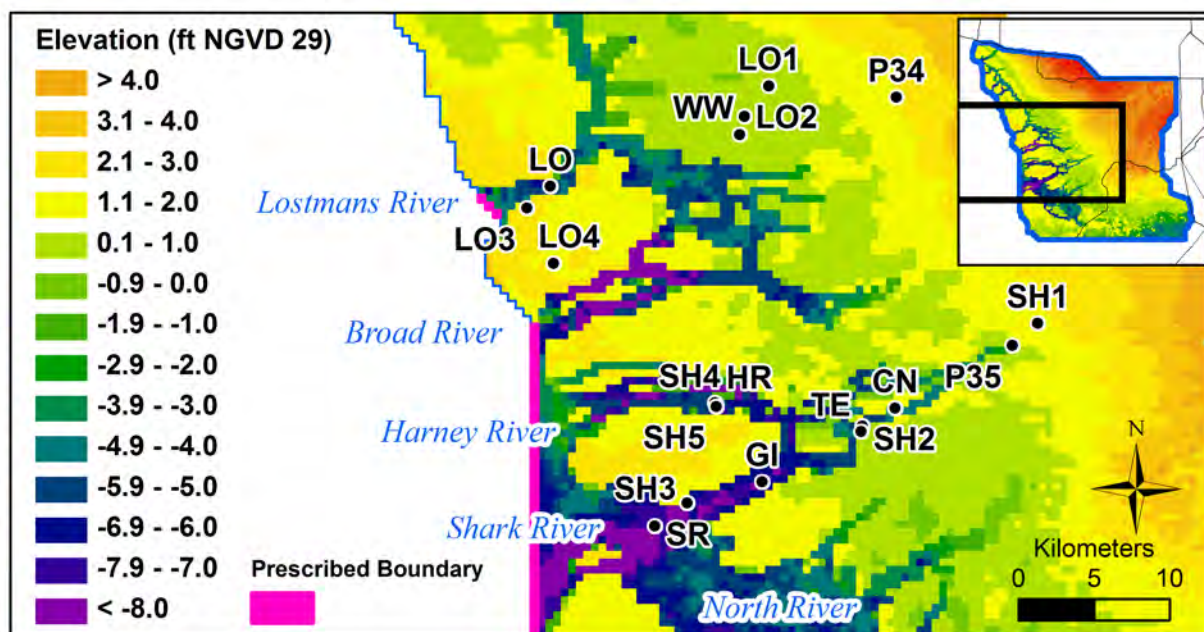 Elevation (ft NGVD 29)
> 4.0
3.1 - 4.0
2.1 - 3.0
1.1 - 2.0
0.1 - 1.0
-0.9 - 0.0
-1.9 - -1.0
-2.9 - -2.0
-3.9 - -3.0
-4.9 - -4.0
-5.9 - -5.0
-6.9 - -6.0
-7.9 - -7.0
< -8.0
Prescribed Boundary
LO1
P34
WW
LO2
LO
Lostmans River
LO3
LO4
SH1
Broad River
P35
SH4
HR
CN
TE
Harney River
SH5
SH2
GI
SH3
Shark River
SR
North River
N
Kilometers
0 5 10